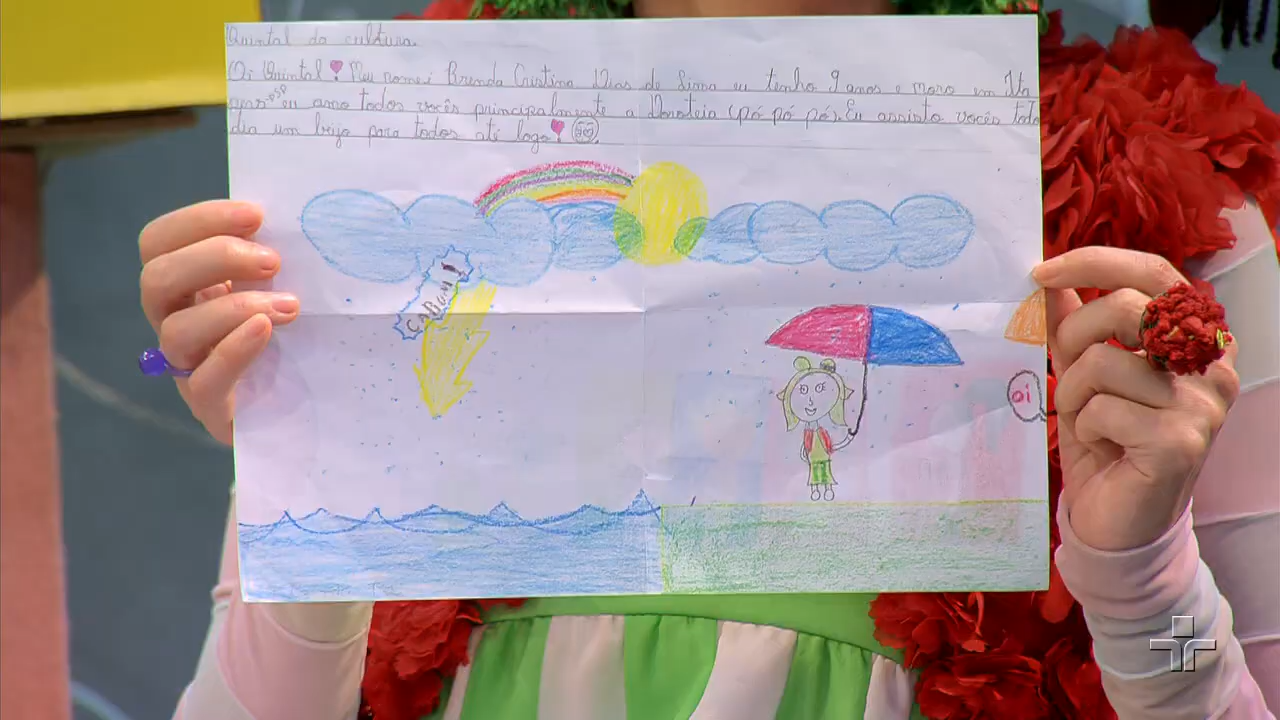 Quintal da cultura.
Oi Quintal! Meu nome é Brenda Cristina Dias de Lima eu tenho 9 anos e moro em Ita
SP eu amo todos vocês principalmente a Doroteia (pó pó pó). Eu assisto vocês todo
dia um beijo para todos até logo!
CABUM!
oi